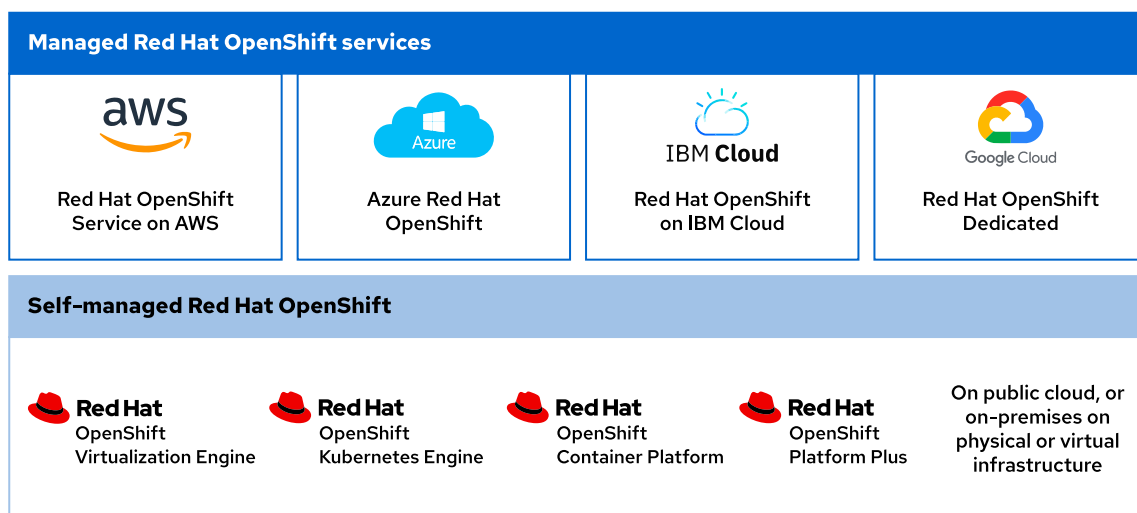 Managed Red Hat OpenShift services
aws
Red Hat OpenShift
Service on AWS
Azure
Azure Red Hat
OpenShift
IBM Cloud
Red Hat OpenShift
on IBM Cloud
Google Cloud
Red Hat OpenShift
Dedicated
Self-managed Red Hat OpenShift
Red Hat
OpenShift
Virtualization Engine
Red Hat
OpenShift
Kubernetes Engine
Red Hat
OpenShift
Container Platform
Red Hat
OpenShift
Platform Plus
On public cloud, or
on-premises on
physical or virtual
infrastructure